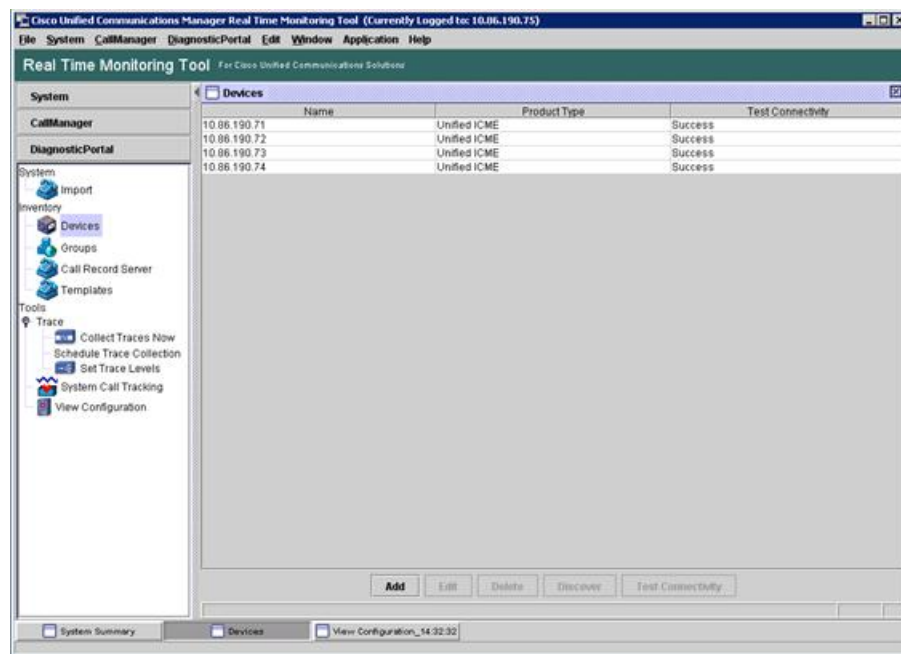 Cisco Unified Communications Manager Real Time Monitoring Tool (Currently Logged to: 10.86.190.75)
File System CallManager DiagnosticPortal Edit Window Application Help
Real Time Monitoring Tool For Cisco Unified Communications Solutions
System
CallManager
DiagnosticPortal
System
Import
Inventory
Devices
Groups
Call Record Server
Templates
Tools
Trace
Collect Traces Now
Schedule Trace Collection
Set Trace Levels
System Call Tracking
View Configuration
Devices
Name Product Type Test Connectivity
10.86.190.71 Unified ICME Success
10.86.190.72 Unified ICME Success
10.86.190.73 Unified ICME Success
10.86.190.74 Unified ICME Success
Add Edit Delete Discover Test Connectivity
System Summary Devices View Configuration_14:32:32